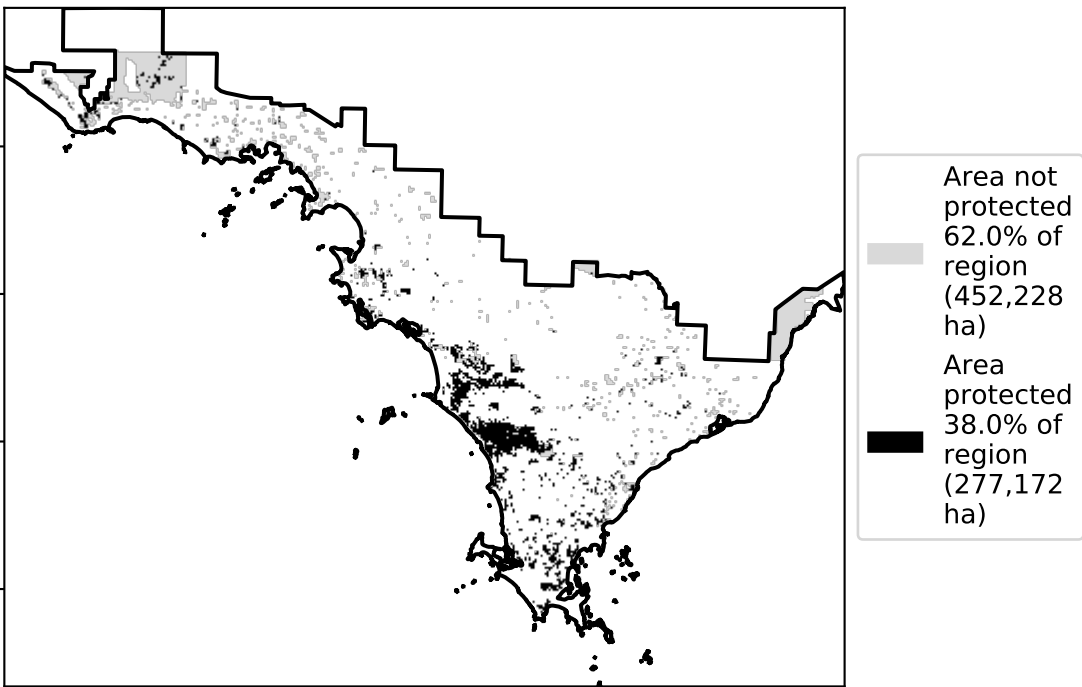 Area not
protected
62.0% of
region
(452,228
ha)
Area
protected
38.0% of
region
(277,172
ha)